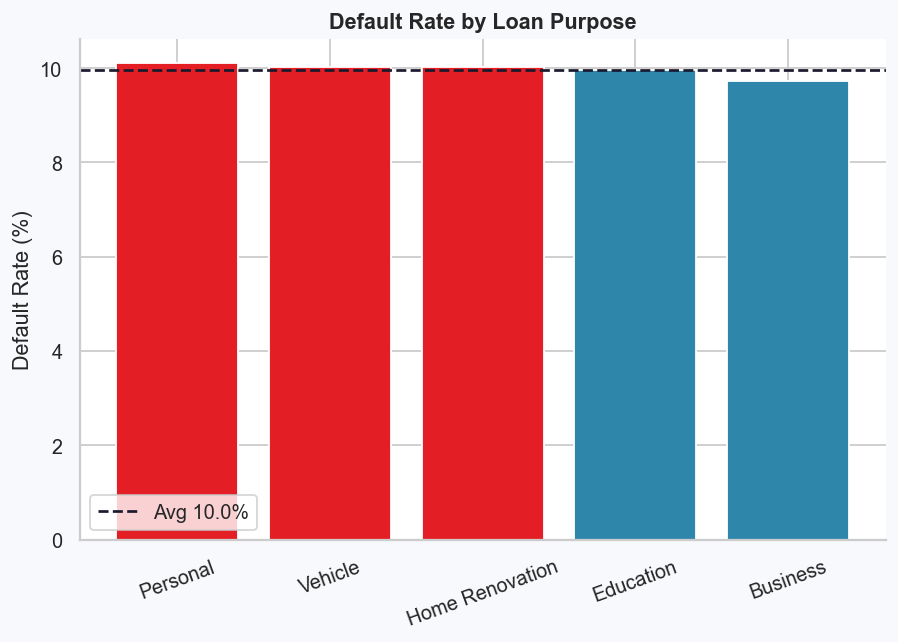 Default Rate by Loan Purpose
Default Rate (%)
10
8
6
4
2
0
Avg 10.0%
Personal
Vehicle
Home Renovation
Education
Business